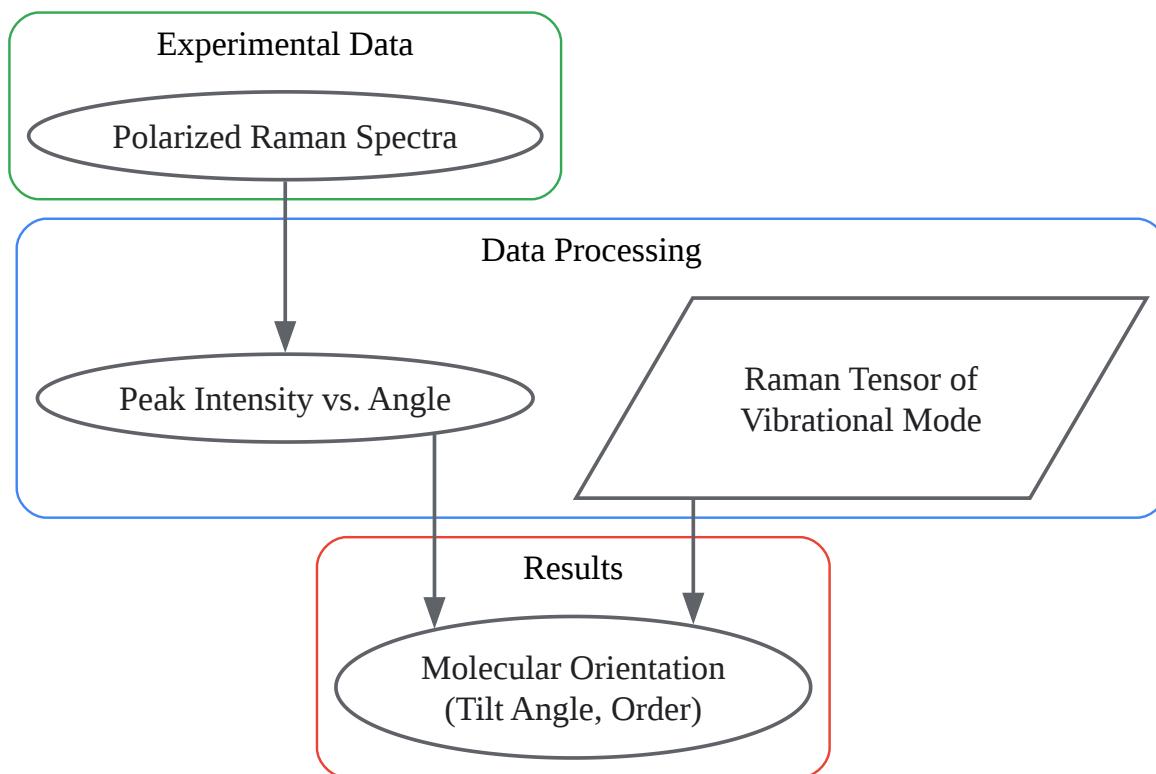 Experimental Data
Polarized Raman Spectra
Data Processing
Peak Intensity vs. Angle
Raman Tensor of
Vibrational Mode
Results
Molecular Orientation
(Tilt Angle, Order)